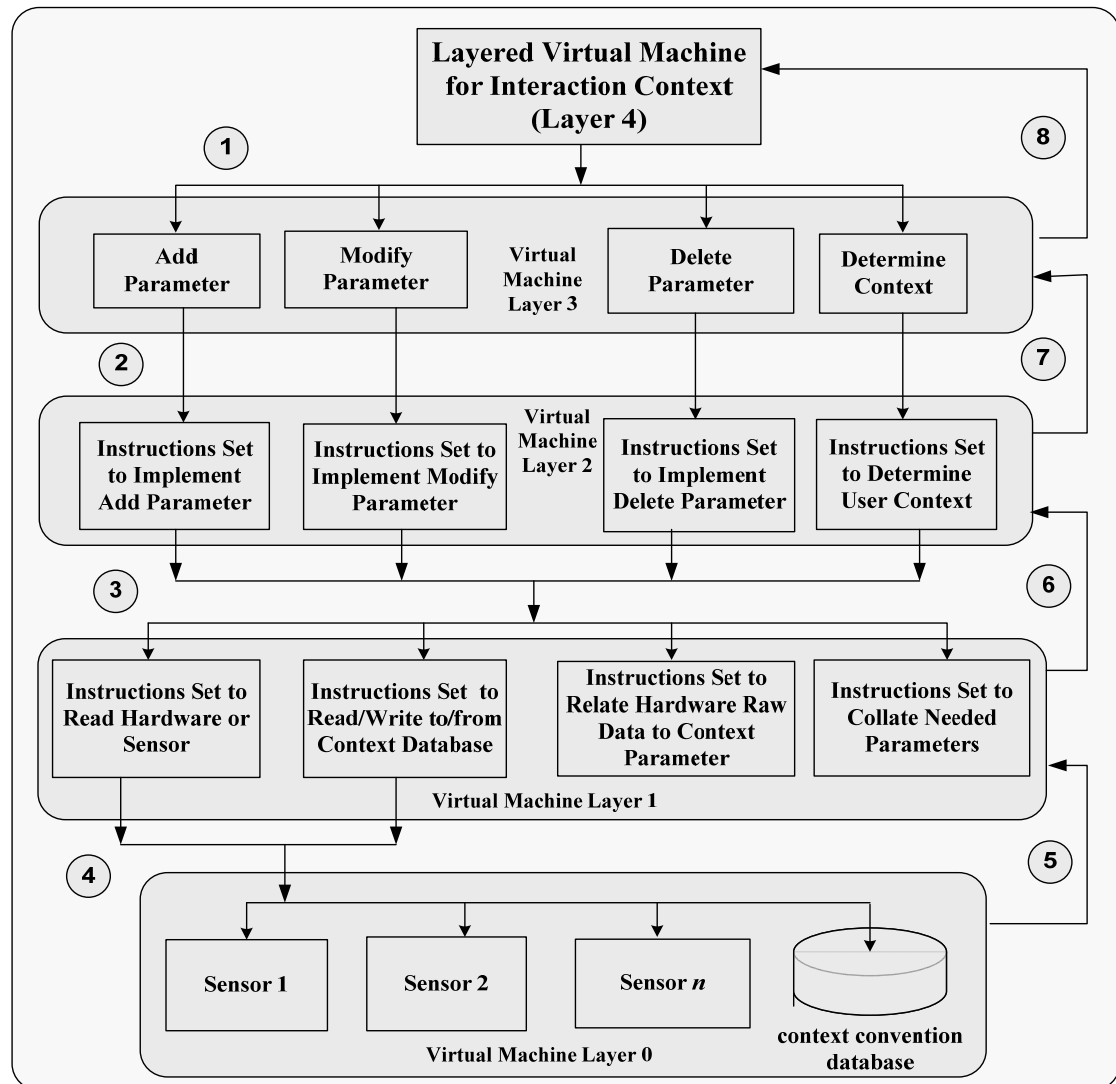 Layered Virtual Machine
for Interaction Context
(Layer 4)
1
8
Add
Parameter
Modify
Parameter
Virtual
Machine
Layer 3
Delete
Parameter
Determine
Context
2
7
Instructions Set
to Implement
Add Parameter
Instructions Set to
Implement Modify
Parameter
Virtual
Machine
Layer 2
Instructions Set
to Implement
Delete Parameter
Instructions Set
to Determine
User Context
3
6
Instructions Set to
Read Hardware or
Sensor
Instructions Set to
Read/Write to/from
Context Database
Instructions Set to
Relate Hardware Raw
Data to Context
Parameter
Instructions Set to
Collate Needed
Parameters
Virtual Machine Layer 1
4
5
Sensor 1
Sensor 2
Sensor n
context convention
database
Virtual Machine Layer 0